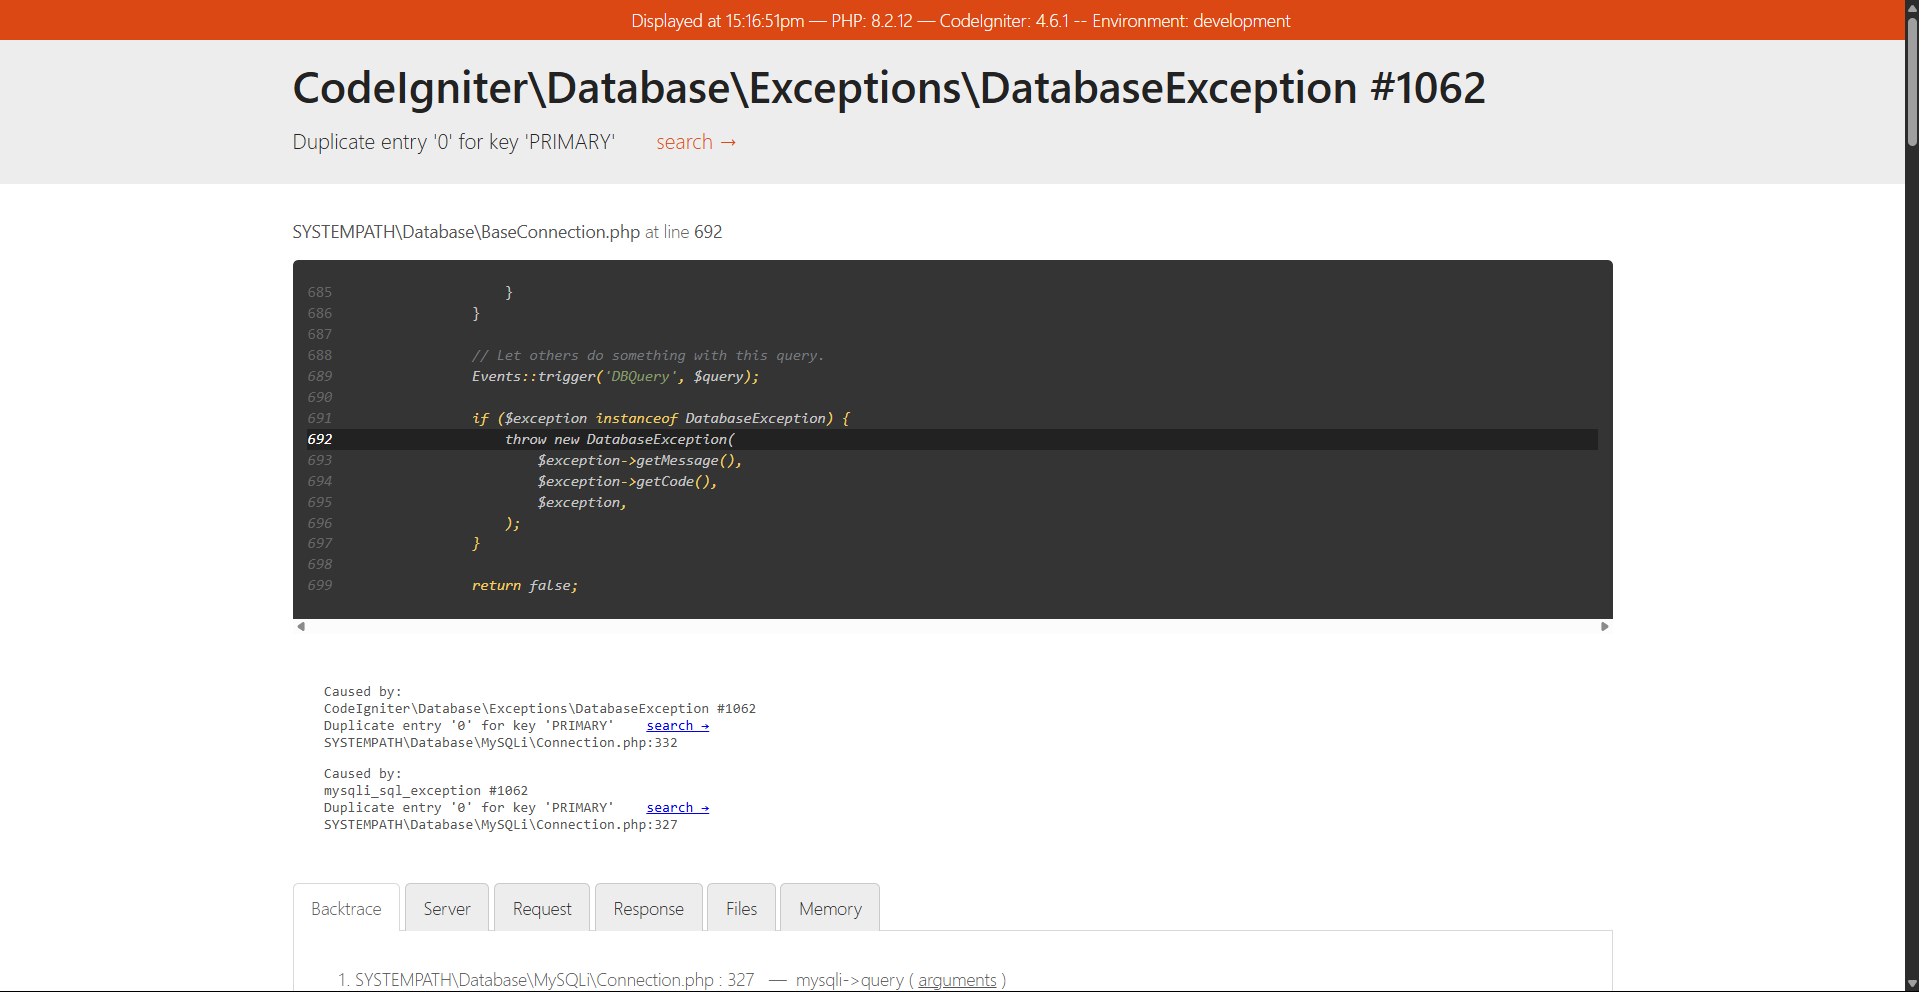 Displayed at 15:16:51pm — PHP: 8.2.12 — CodeIgniter: 4.6.1 -- Environment: development
CodeIgniter\Database\Exceptions\DatabaseException #1062
Duplicate entry '0' for key 'PRIMARY' search →
SYSTEMPATH\Database\BaseConnection.php at line 692
685 }
686 }
687
688 // Let others do something with this query.
689 Events::trigger('DBQuery', $query);
690
691 if ($exception instanceof DatabaseException) {
692 throw new DatabaseException(
693 $exception->getMessage(),
694 $exception->getCode(),
695 $exception,
696 );
697 }
698
699 return false;
Caused by:
CodeIgniter\Database\Exceptions\DatabaseException #1062
Duplicate entry '0' for key 'PRIMARY' search →
SYSTEMPATH\Database\MySQLi\Connection.php:332
Caused by:
mysqli_sql_exception #1062
Duplicate entry '0' for key 'PRIMARY' search →
SYSTEMPATH\Database\MySQLi\Connection.php:327
Backtrace Server Request Response Files Memory
1. SYSTEMPATH\Database\MySQLi\Connection.php : 327 — mysqli->query ( arguments )